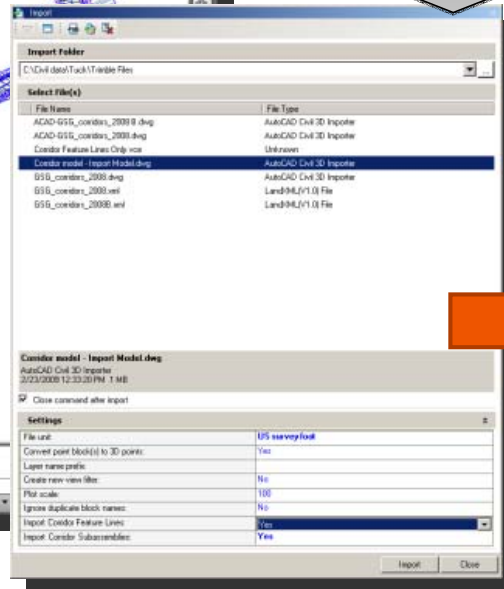 Import
Import Folder
C:\Civil data\Tuck\Trimble Files
...
Select File(s)
File Name File Type
ACAD-GSG_corridors_2008 B.dwg AutoCAD Civil 3D Importer
ACAD-GSG_corridors_2008.dwg AutoCAD Civil 3D Importer
Corridor Feature Lines Only.vce Unknown
Corridor model - Import Model.dwg AutoCAD Civil 3D Importer
GSG_corridors_2008.dwg AutoCAD Civil 3D Importer
GSG_corridors_2008.xml LandXML(V1.0) File
GSG_corridors_2008B.xml LandXML(V1.0) File
Corridor model - Import Model.dwg
AutoCAD Civil 3D Importer
2/23/2008 12:33:20 PM 1 MB
Close command after import
Settings
File unit: US survey foot
Convert point block(s) to 3D points: Yes
Layer name prefix:
Create new view filter: No
Plot scale: 100
Ignore duplicate block names: No
Import Corridor Feature Lines: Yes
Import Corridor Subassemblies: Yes
Import Close